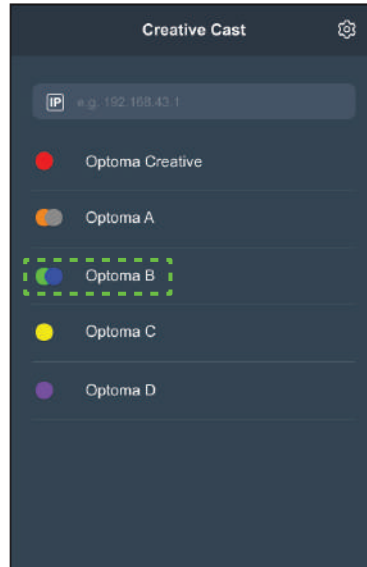 Creative Cast
IP e.g. 192.168.43.1
Optoma Creative
Optoma A
Optoma B
Optoma C
Optoma D